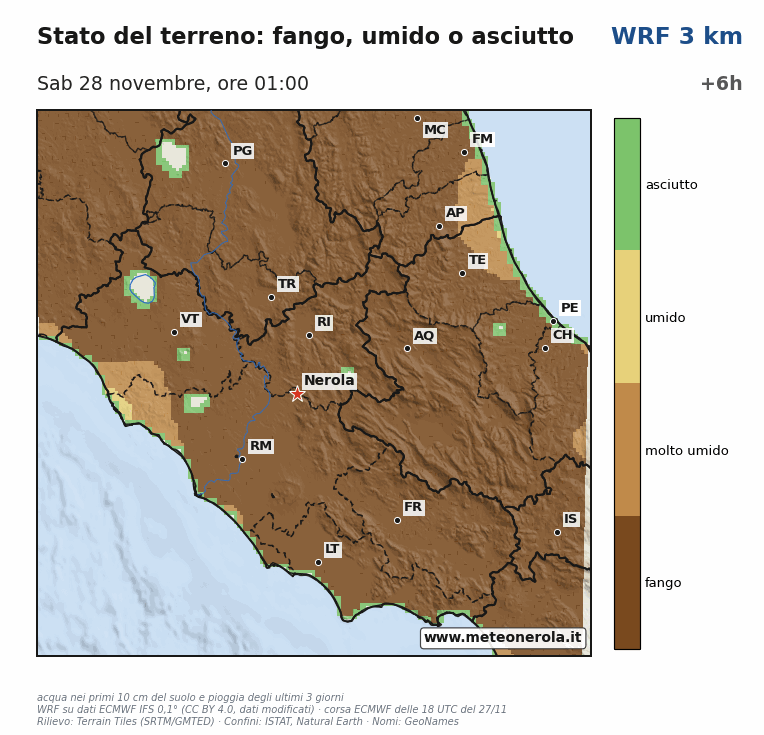 Stato del terreno: fango, umido o asciutto
WRF 3 km
Sab 28 novembre, ore 01:00
+6h
MC
FM
PG
AP
TE
TR
PE
VT
RI
CH
AQ
Nerola
RM
FR
IS
LT
www.meteonerola.it
asciutto
umido
molto umido
fango
acqua nei primi 10 cm del suolo e pioggia degli ultimi 3 giorni
WRF su dati ECMWF IFS 0,1° (CC BY 4.0, dati modificati) · corsa ECMWF delle 18 UTC del 27/11
Rilievo: Terrain Tiles (SRTM/GMTED) · Confini: ISTAT, Natural Earth · Nomi: GeoNames